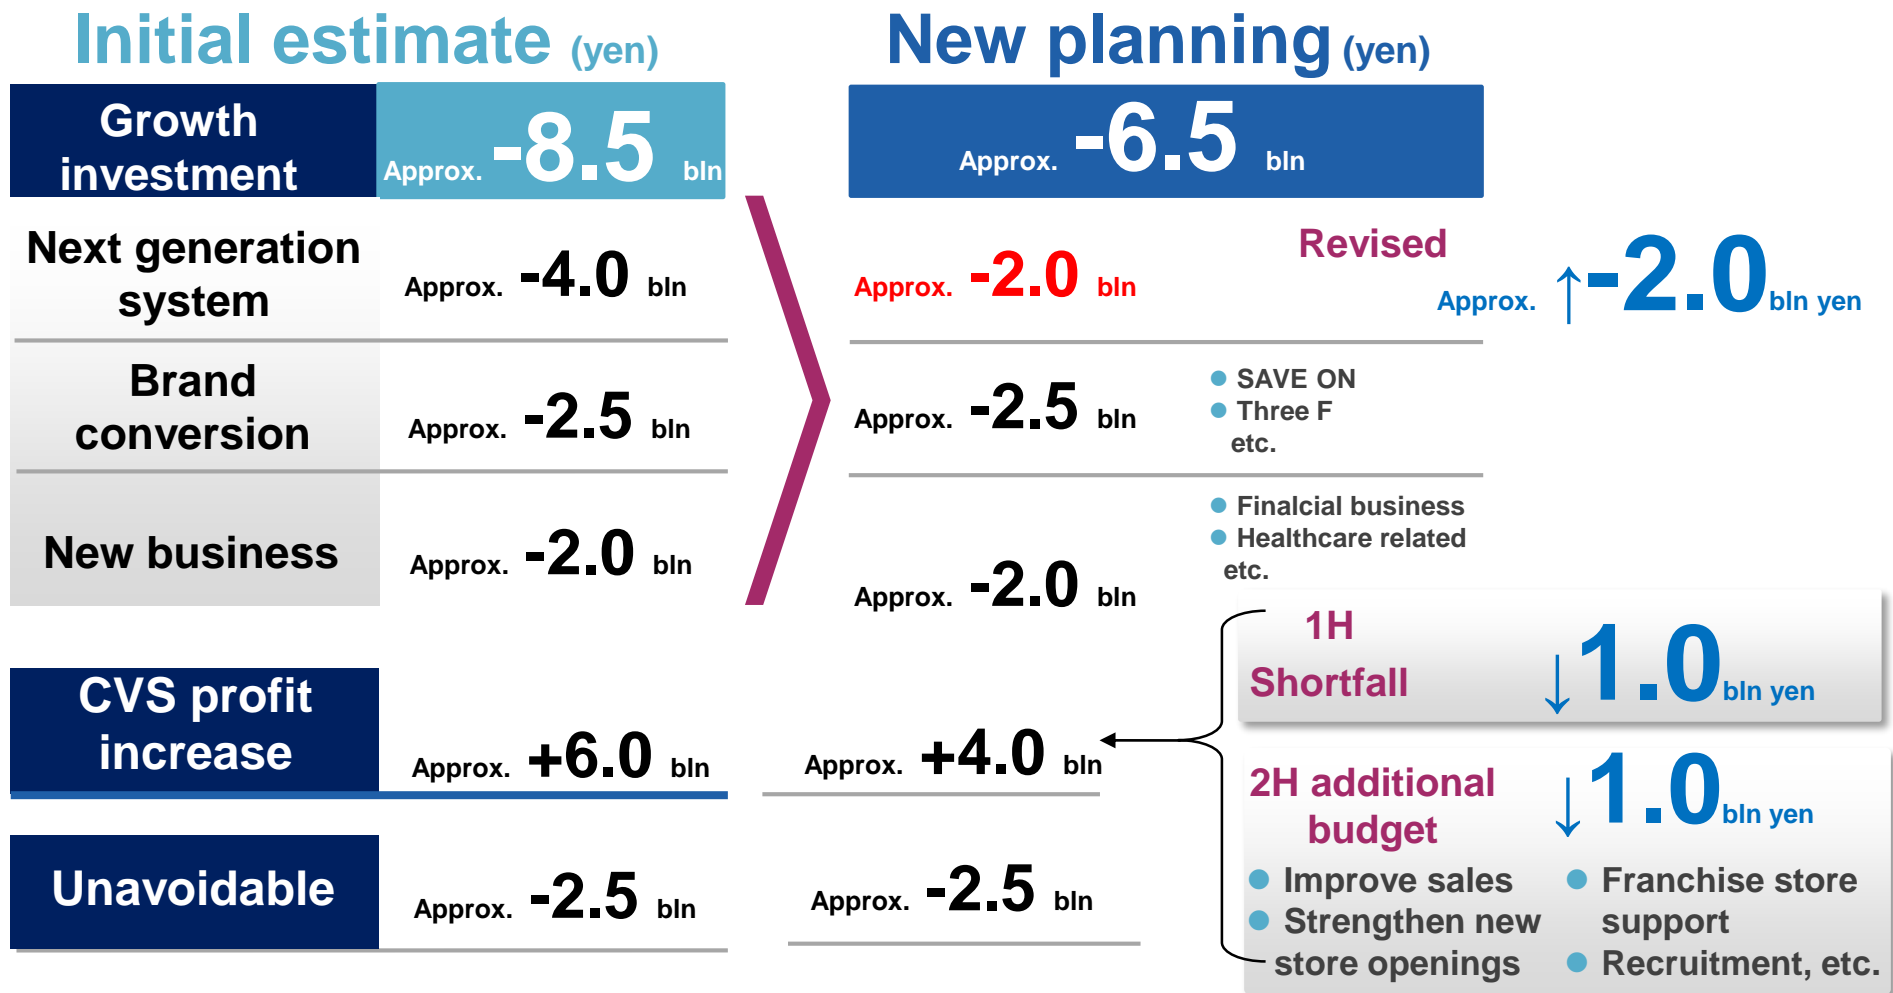 Initial estimate (yen)
New planning (yen)
Growth
investment
Approx. -8.5 bln
Approx. -6.5 bln
Next generation
system
Approx. -4.0 bln
Approx. -2.0 bln
Revised
Approx. ↑-2.0 bln yen
Brand
conversion
Approx. -2.5 bln
Approx. -2.5 bln
● SAVE ON
● Three F
etc.
New business
Approx. -2.0 bln
Approx. -2.0 bln
● Finalcial business
● Healthcare related
etc.
1H
Shortfall
↓1.0 bln yen
CVS profit
increase
Approx. +6.0 bln
Approx. +4.0 bln
2H additional
budget
↓1.0 bln yen
● Improve sales
● Strengthen new
store openings
● Franchise store
support
● Recruitment, etc.
Unavoidable
Approx. -2.5 bln
Approx. -2.5 bln